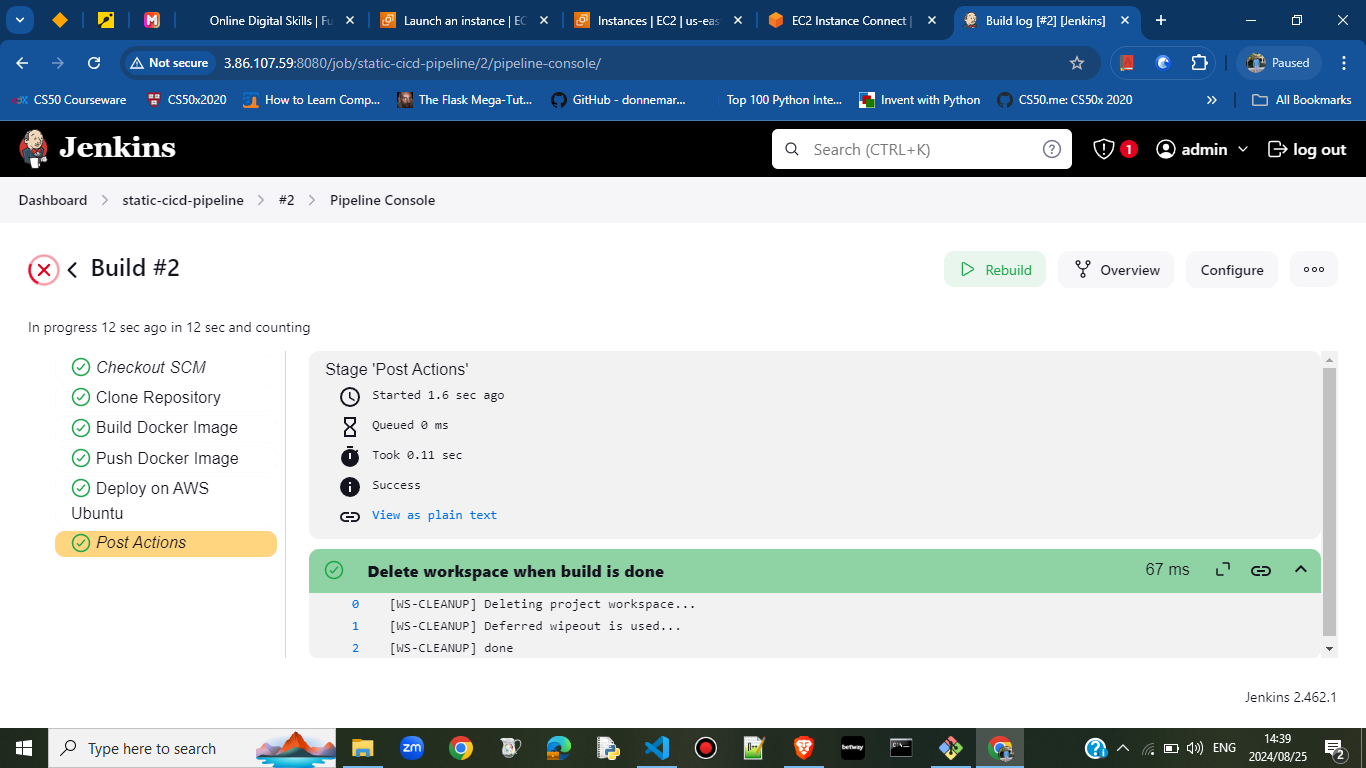 Online Digital Skills | Fu
Launch an instance | EC
Instances | EC2 | us-eas
EC2 Instance Connect |
Build log [#2] [Jenkins]
Not secure
3.86.107.59:8080/job/static-cicd-pipeline/2/pipeline-console/
Paused
CS50 Courseware
CS50x2020
How to Learn Comp...
The Flask Mega-Tut...
GitHub - donnemar...
Top 100 Python Inte...
Invent with Python
CS50.me: CS50x 2020
All Bookmarks
Jenkins
Search (CTRL+K)
1
admin
log out
Dashboard
static-cicd-pipeline
#2
Pipeline Console
Build #2
Rebuild
Overview
Configure
In progress 12 sec ago in 12 sec and counting
Checkout SCM
Clone Repository
Build Docker Image
Push Docker Image
Deploy on AWS
Ubuntu
Post Actions
Stage 'Post Actions'
Started 1.6 sec ago
Queued 0 ms
Took 0.11 sec
Success
View as plain text
Delete workspace when build is done
67 ms
0 [WS-CLEANUP] Deleting project workspace...
1 [WS-CLEANUP] Deferred wipeout is used...
2 [WS-CLEANUP] done
Jenkins 2.462.1
Type here to search
zm
betway
ENG
14:39
2024/08/25
2